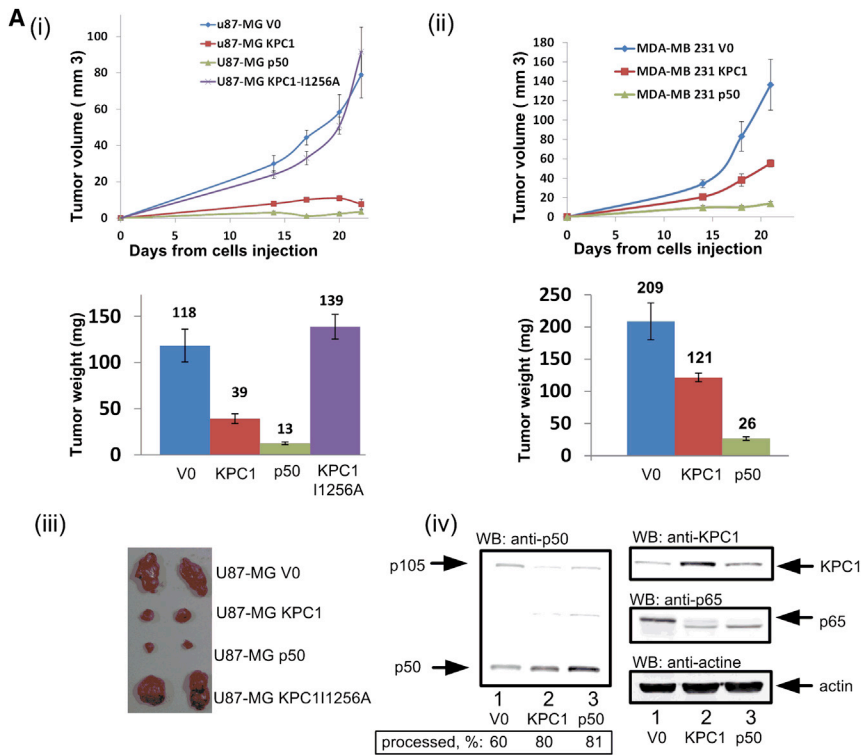 A (i)
u87-MG V0
u87-MG KPC1
U87-MG p50
U87-MG KPC1-I1256A
Tumor volume ( mm 3)
100
80
60
40
20
0
0 5 10 15 20
Days from cells injection
(ii)
MDA-MB 231 V0
MDA-MB 231 KPC1
MDA-MB 231 p50
Tumor volume ( mm 3)
180
160
140
120
100
80
60
40
20
0
0 5 10 15 20
Days from cells injection
Tumor weight (mg)
150
100
50
0
118
39
13
139
V0 KPC1 p50 KPC1
I1256A
Tumor weight (mg)
250
200
150
100
50
0
209
121
26
V0 KPC1 p50
(iii)
U87-MG V0
U87-MG KPC1
U87-MG p50
U87-MG KPC1I1256A
(iv)
WB: anti-p50
p105
p50
1 2 3
V0 KPC1 p50
processed, %: 60 80 81
WB: anti-KPC1
KPC1
WB: anti-p65
p65
WB: anti-actine
actin
1 2 3
V0 KPC1 p50